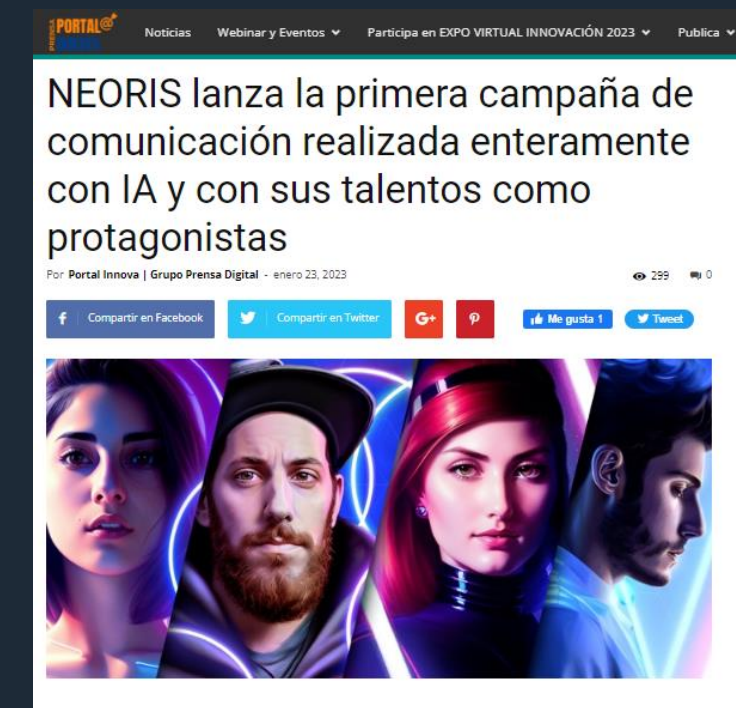 PRENSA
PORTAL@
Noticias Webinar y Eventos Participa en EXPO VIRTUAL INNOVACIÓN 2023 Publica
NEORIS lanza la primera campaña de
comunicación realizada enteramente
con IA y con sus talentos como
protagonistas
Por Portal Innova | Grupo Prensa Digital - enero 23, 2023 299 0
f Compartir en Facebook Compartir en Twitter G+ Me gusta 1 Tweet